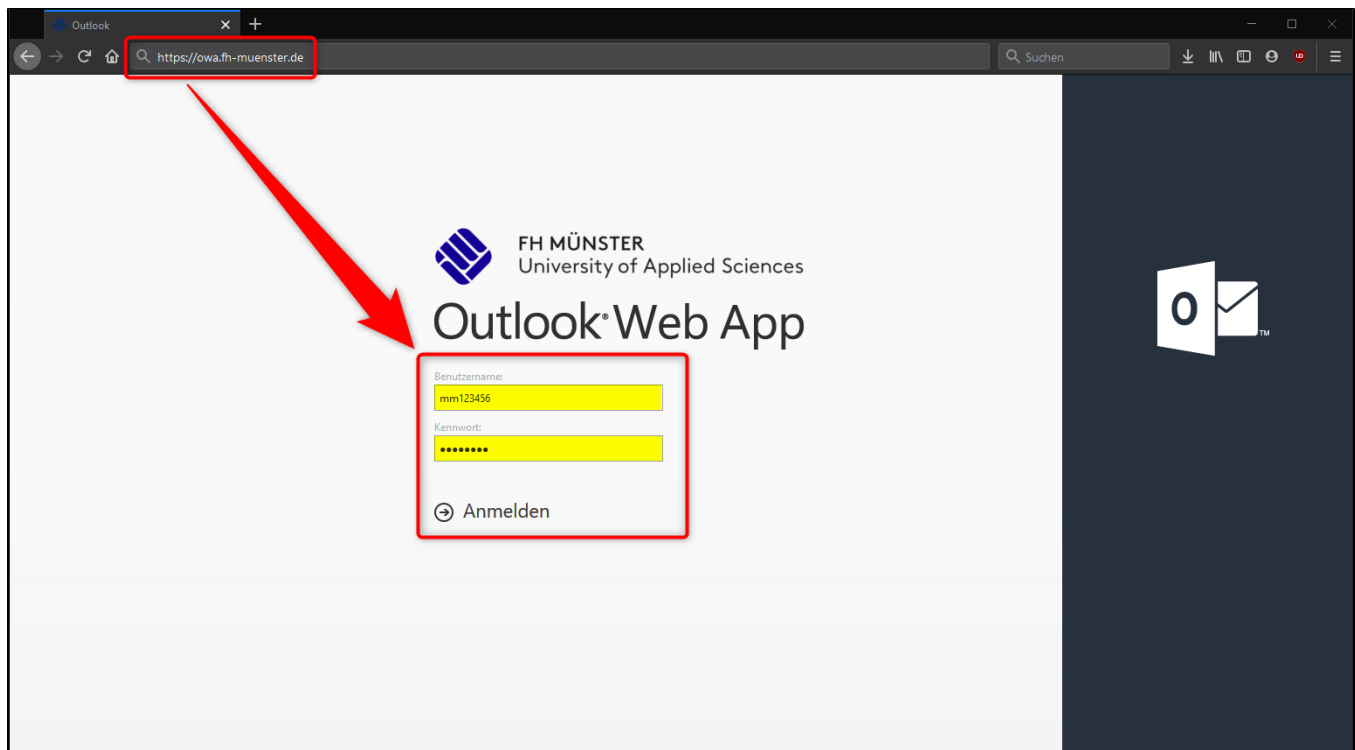 Outlook
https://owa.fh-muenster.de
Suchen
FH MÜNSTER
University of Applied Sciences
Outlook® Web App
Benutzername:
mm123456
Kennwort:
••••••••
Anmelden
O
TM